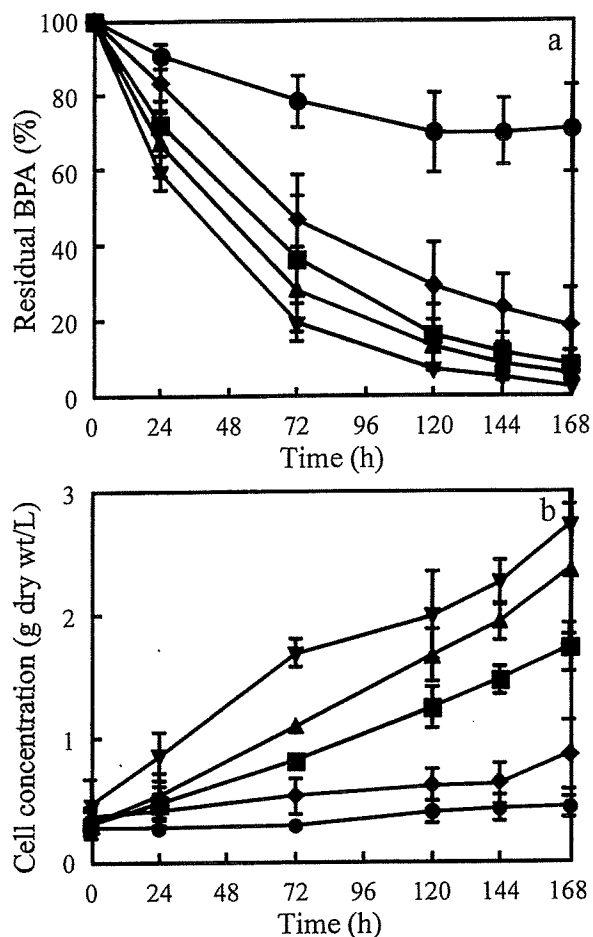 100
80
60
40
20
0
Residual BPA (%)
a
0 24 48 72 96 120 144 168
Time (h)
3
2
1
0
Cell concentration (g dry wt/L)
b
0 24 48 72 96 120 144 168
Time (h)